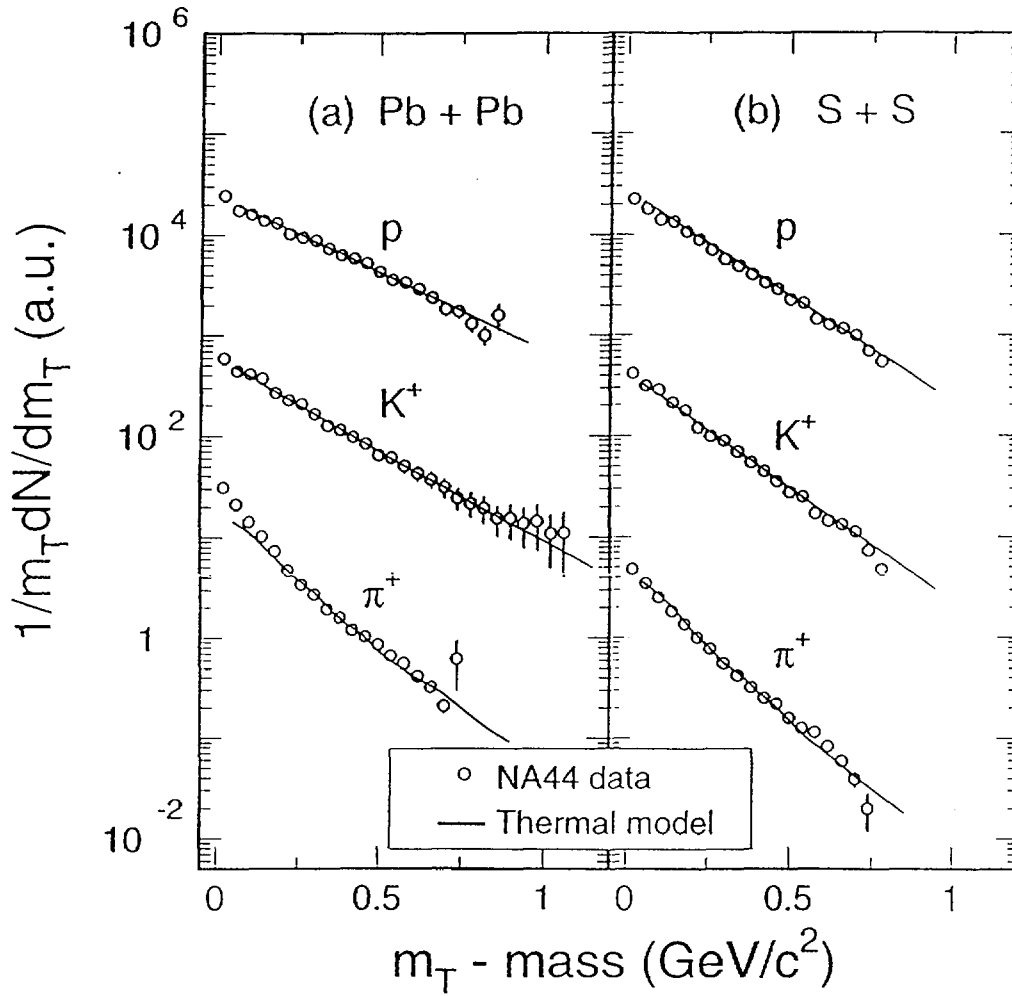 1/m_T dN/dm_T (a.u.)
10^6
10^4
10^2
1
10^-2
(a) Pb + Pb
p
K^+
π^+
(b) S + S
p
K^+
π^+
NA44 data
Thermal model
0
0.5
1
0
0.5
1
m_T - mass (GeV/c^2)